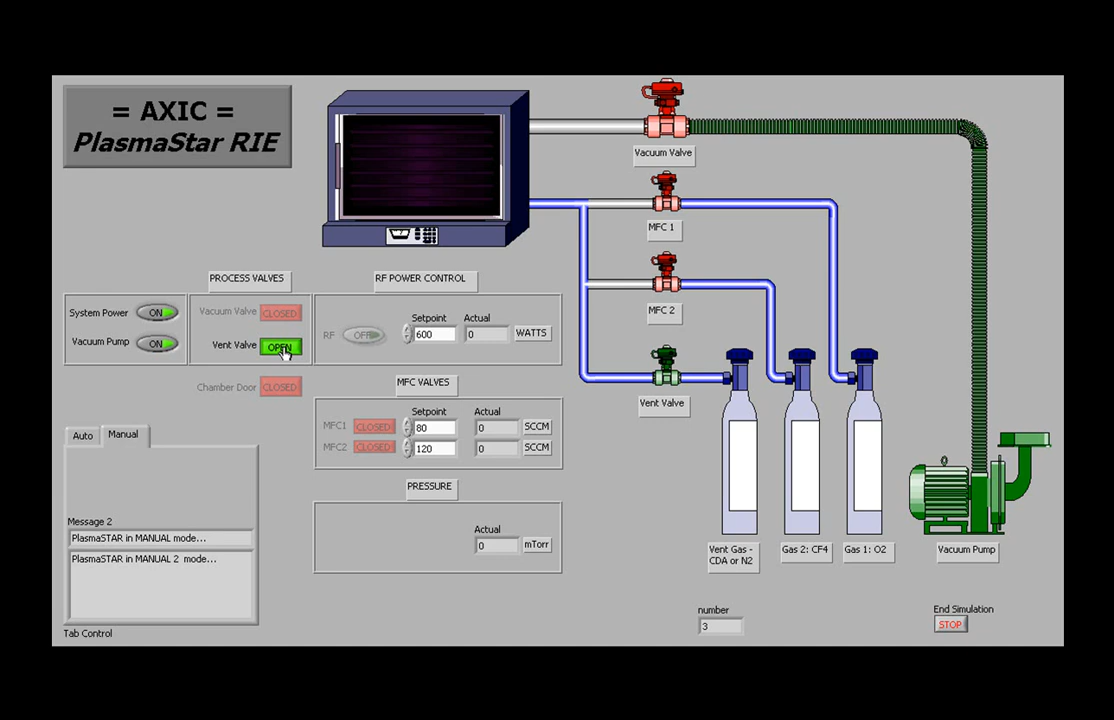 = AXIC =
PlasmaStar RIE
Vacuum Valve
MFC 1
MFC 2
Vent Valve
PROCESS VALVES
RF POWER CONTROL
System Power
ON
Vacuum Valve
CLOSED
Vacuum Pump
ON
Vent Valve
OPEN
Chamber Door
CLOSED
RF
OFF
Setpoint
Actual
600
0
WATTS
MFC VALVES
Setpoint
Actual
MFC1
CLOSED
80
0
SCCM
MFC2
CLOSED
120
0
SCCM
PRESSURE
Actual
0
mTorr
Auto
Manual
Message 2
PlasmaSTAR in MANUAL mode...
PlasmaSTAR in MANUAL 2 mode...
Tab Control
Vent Gas -
CDA or N2
Gas 2: CF4
Gas 1: O2
Vacuum Pump
number
3
End Simulation
STOP